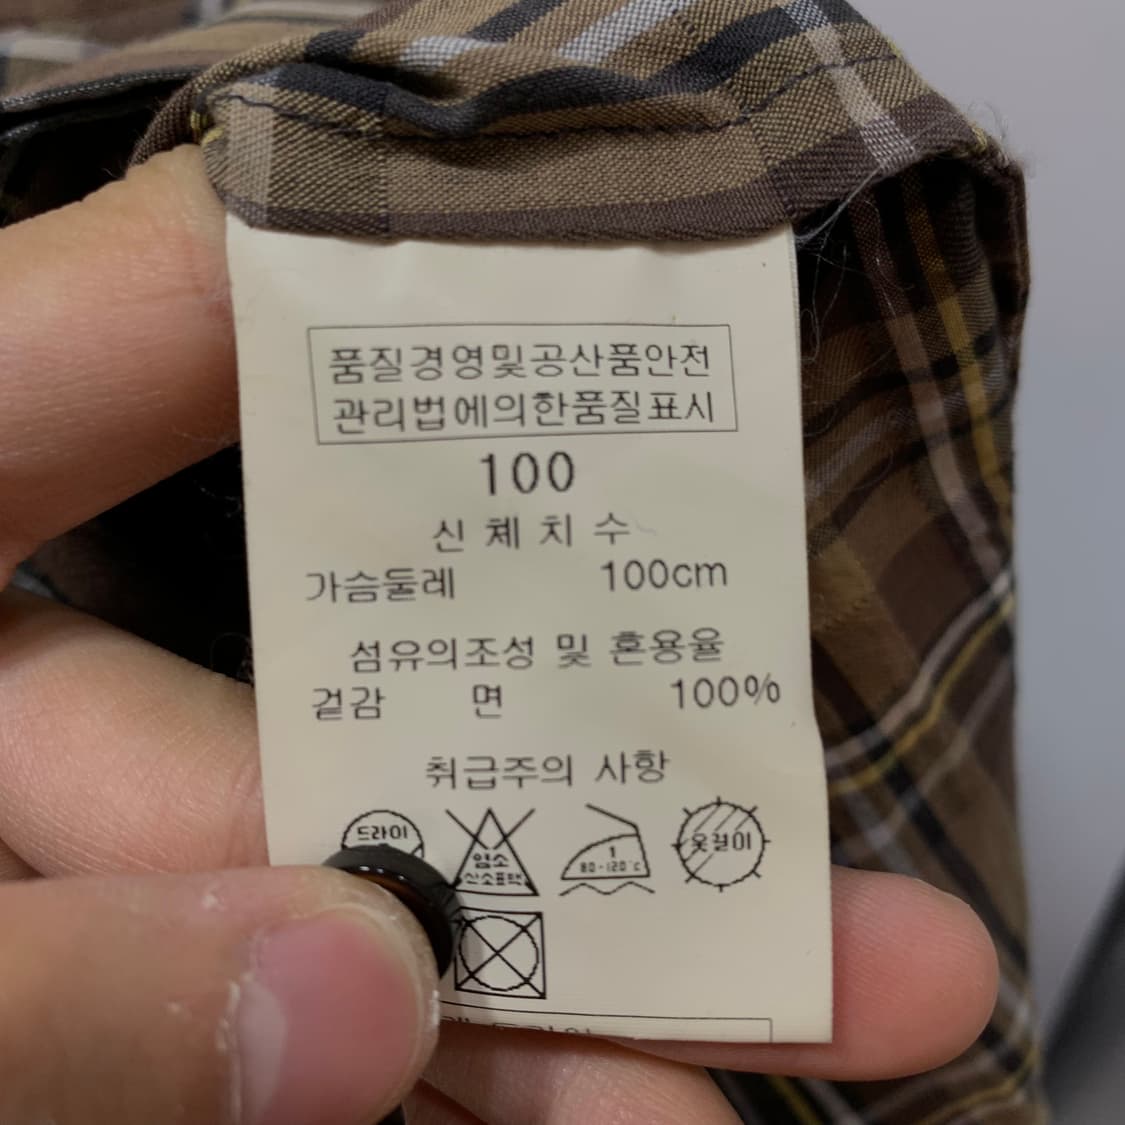 품질경영및공산품안전
관리법에의한품질표시
100
신체치수
가슴둘레 100cm
섬유의조성 및 혼용율
겉감 면 100%
취급주의 사항
드라이
염소
산소표백
1
80-120℃
옷걸이